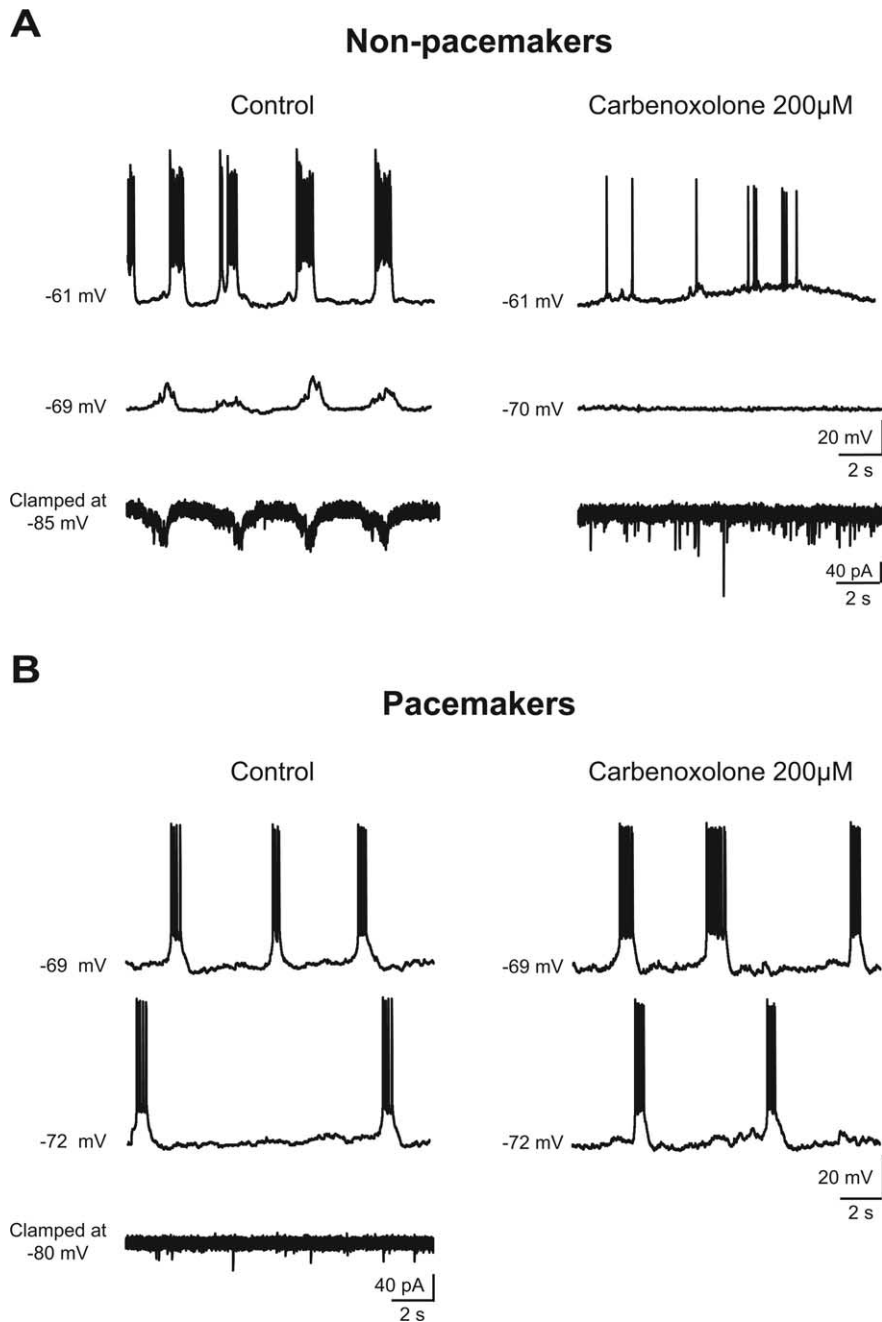 A
Non-pacemakers
Control
Carbenoxolone 200µM
-61 mV
-61 mV
-69 mV
-70 mV
20 mV
2 s
Clamped at
-85 mV
40 pA
2 s
B
Pacemakers
Control
Carbenoxolone 200µM
-69 mV
-69 mV
-72 mV
-72 mV
20 mV
2 s
Clamped at
-80 mV
40 pA
2 s